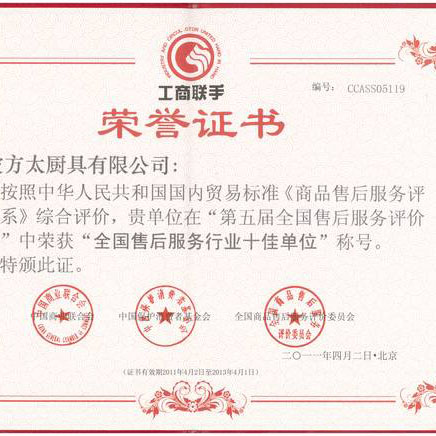 工商联手
编号: CCASS05119
荣誉证书
方太厨具有限公司:
按照中华人民共和国国内贸易标准《商品售后服务评
系》综合评价，贵单位在“第五届全国售后服务评价
”中荣获“全国售后服务行业十佳单位”称号。
特颁此证。
中国商业联合会 中国保护消费者基金会 全国商品售后服务评价委员会
二〇一一年四月二日·北京
(证书有效期2011年4月2日至2013年4月1日)